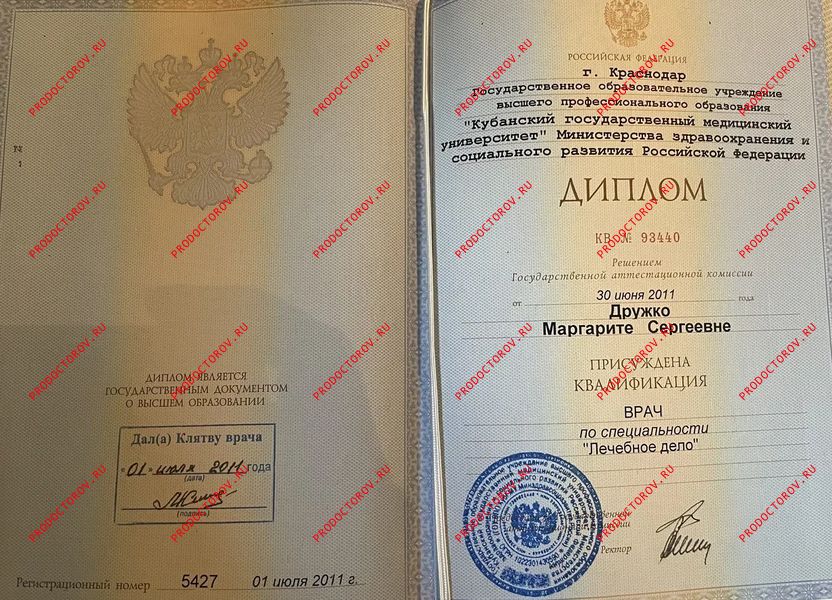 ДИПЛОМ ЯВЛЯЕТСЯ
ГОСУДАРСТВЕННЫМ ДОКУМЕНТОМ
О ВЫСШЕМ ОБРАЗОВАНИИ
Дал(а) Клятву врача
"01" июля 2011 года
(дата)
(подпись)
Регистрационный номер 5427 01 июля 2011 г.
РОССИЙСКАЯ ФЕДЕРАЦИЯ
г. Краснодар
Государственное образовательное учреждение
высшего профессионального образования
"Кубанский государственный медицинский
университет" Министерства здравоохранения и
социального развития Российской Федерации
ДИПЛОМ
КВ № 93440
Решением
Государственной аттестационной комиссии
от 30 июня 2011 года
Дружко
Маргарите Сергеевне
ПРИСУЖДЕНА
КВАЛИФИКАЦИЯ
ВРАЧ
по специальности
"Лечебное дело"
Ректор
PRODOCTOROV.RU